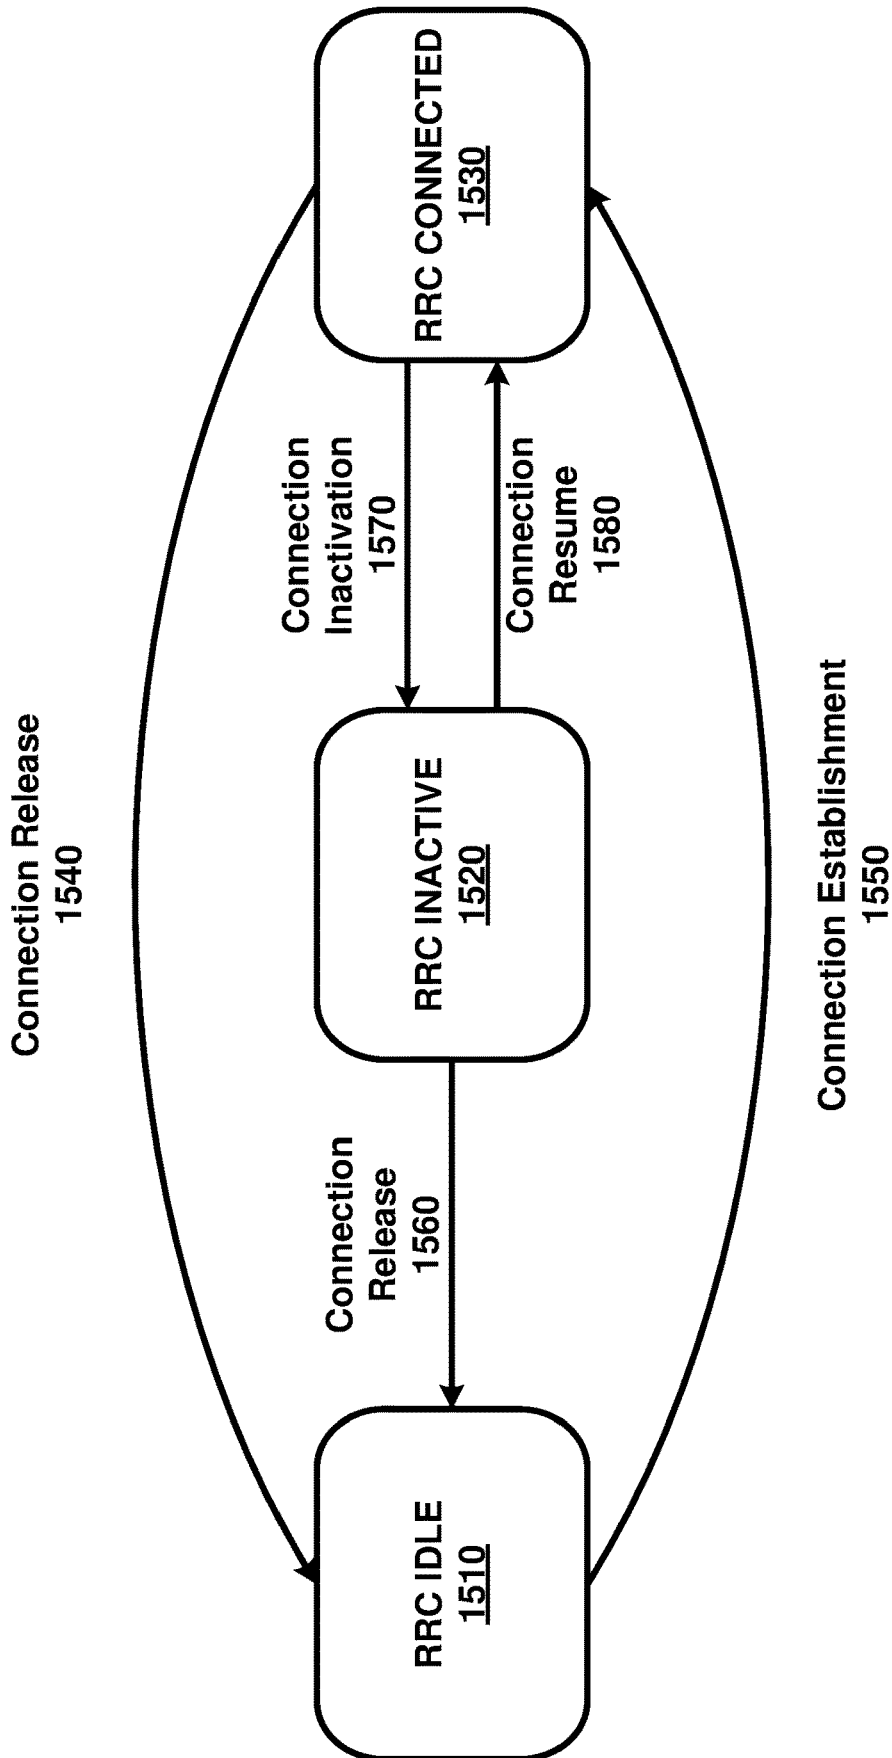 Connection Release
1540
RRC IDLE
1510
Connection
Release
1560
RRC INACTIVE
1520
Connection
Inactivation
1570
Connection
Resume
1580
RRC CONNECTED
1530
Connection Establishment
1550